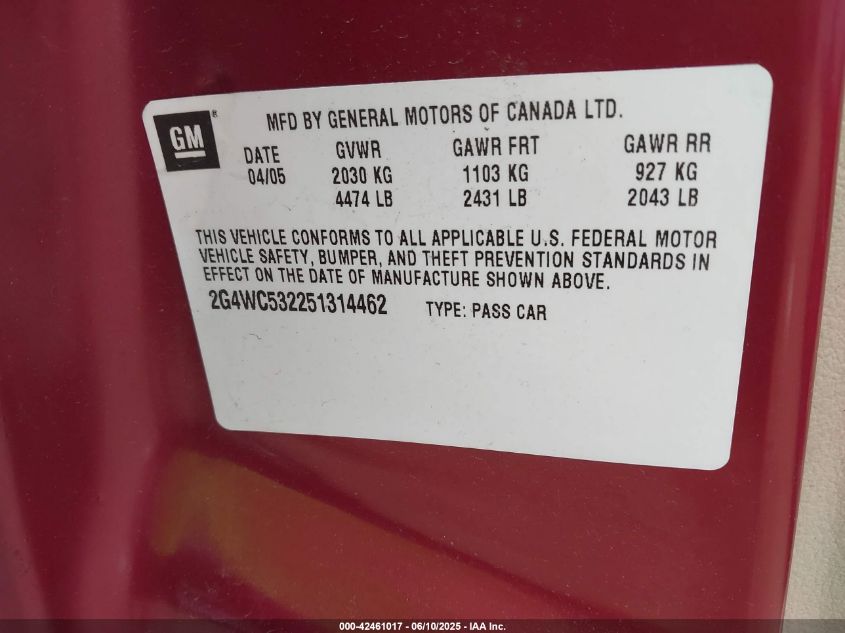 GM®
MFD BY GENERAL MOTORS OF CANADA LTD.
DATE GVWR GAWR FRT GAWR RR
04/05 2030 KG 1103 KG 927 KG
4474 LB 2431 LB 2043 LB
THIS VEHICLE CONFORMS TO ALL APPLICABLE U.S. FEDERAL MOTOR
VEHICLE SAFETY, BUMPER, AND THEFT PREVENTION STANDARDS IN
EFFECT ON THE DATE OF MANUFACTURE SHOWN ABOVE.
2G4WC532251314462 TYPE: PASS CAR
000-42461017 - 06/10/2025 - IAA Inc.